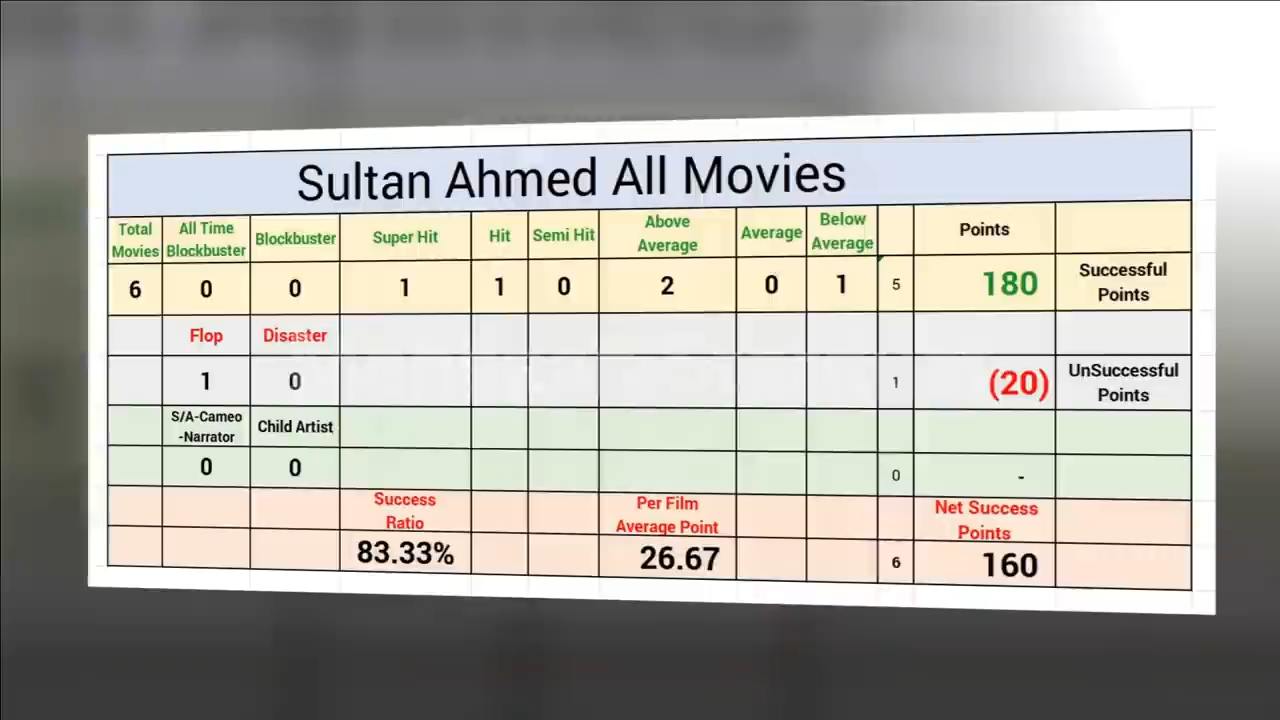 Sultan Ahmed All Movies
Total Movies All Time Blockbuster Blockbuster Super Hit Hit Semi Hit Above Average Average Below Average Points
6 0 0 1 1 0 2 0 1 5 180 Successful Points
Flop Disaster
1 0 1 (20) UnSuccessful Points
S/A-Cameo -Narrator Child Artist
0 0 0 -
Success Ratio Per Film Average Point Net Success Points
83.33% 26.67 6 160